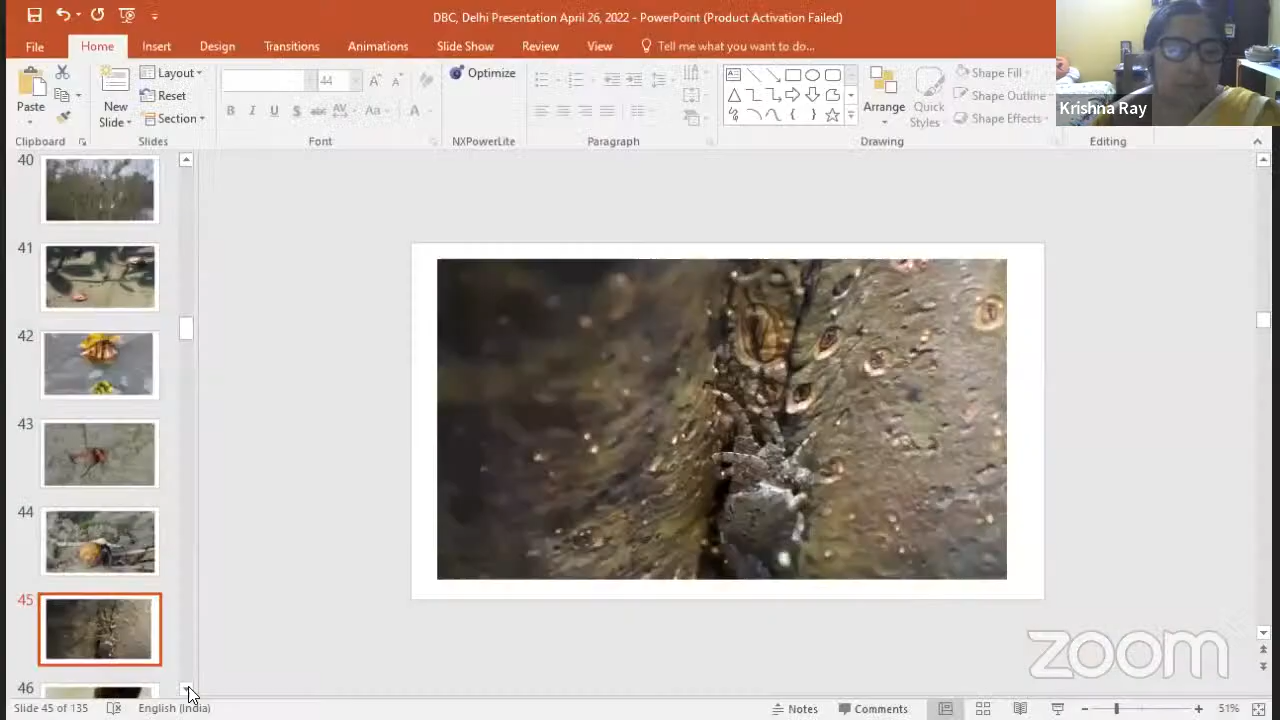 DBC, Delhi Presentation April 26, 2022 - PowerPoint (Product Activation Failed)
File Home Insert Design Transitions Animations Slide Show Review View Tell me what you want to do...
Paste
New
Slide
Layout
Reset
Section
44
B I U S abc AV Aa A
Optimize
Arrange
Quick
Styles
Shape Fill
Shape Outline
Shape Effects
Clipboard Slides Font NXPowerLite Paragraph Drawing Editing
Krishna Ray
40
41
42
43
44
45
46
zoom
Slide 45 of 135 English (India) Notes Comments 51%